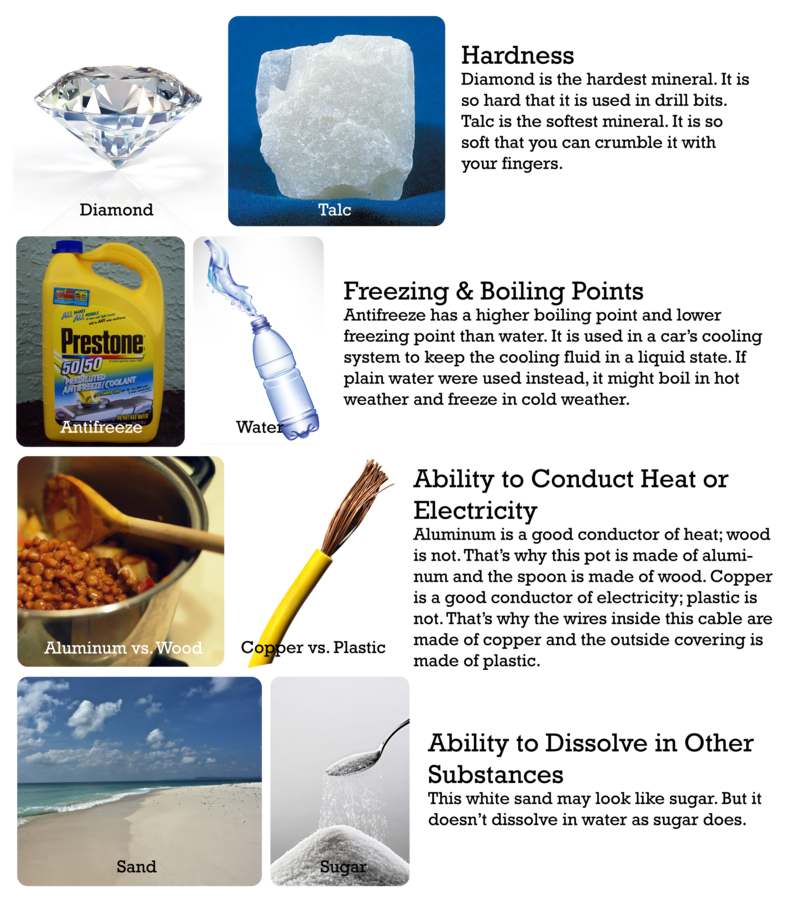 Hardness
Diamond is the hardest mineral. It is
so hard that it is used in drill bits.
Talc is the softest mineral. It is so
soft that you can crumble it with
your fingers.
Diamond
Talc
Prestone
50/50
PREDILUTED
ANTIFREEZE/COOLANT
Antifreeze
Water
Freezing & Boiling Points
Antifreeze has a higher boiling point and lower
freezing point than water. It is used in a car’s cooling
system to keep the cooling fluid in a liquid state. If
plain water were used instead, it might boil in hot
weather and freeze in cold weather.
Aluminum vs. Wood
Copper vs. Plastic
Ability to Conduct Heat or
Electricity
Aluminum is a good conductor of heat; wood
is not. That’s why this pot is made of alumi-
num and the spoon is made of wood. Copper
is a good conductor of electricity; plastic is
not. That’s why the wires inside this cable are
made of copper and the outside covering is
made of plastic.
Sand
Sugar
Ability to Dissolve in Other
Substances
This white sand may look like sugar. But it
doesn’t dissolve in water as sugar does.